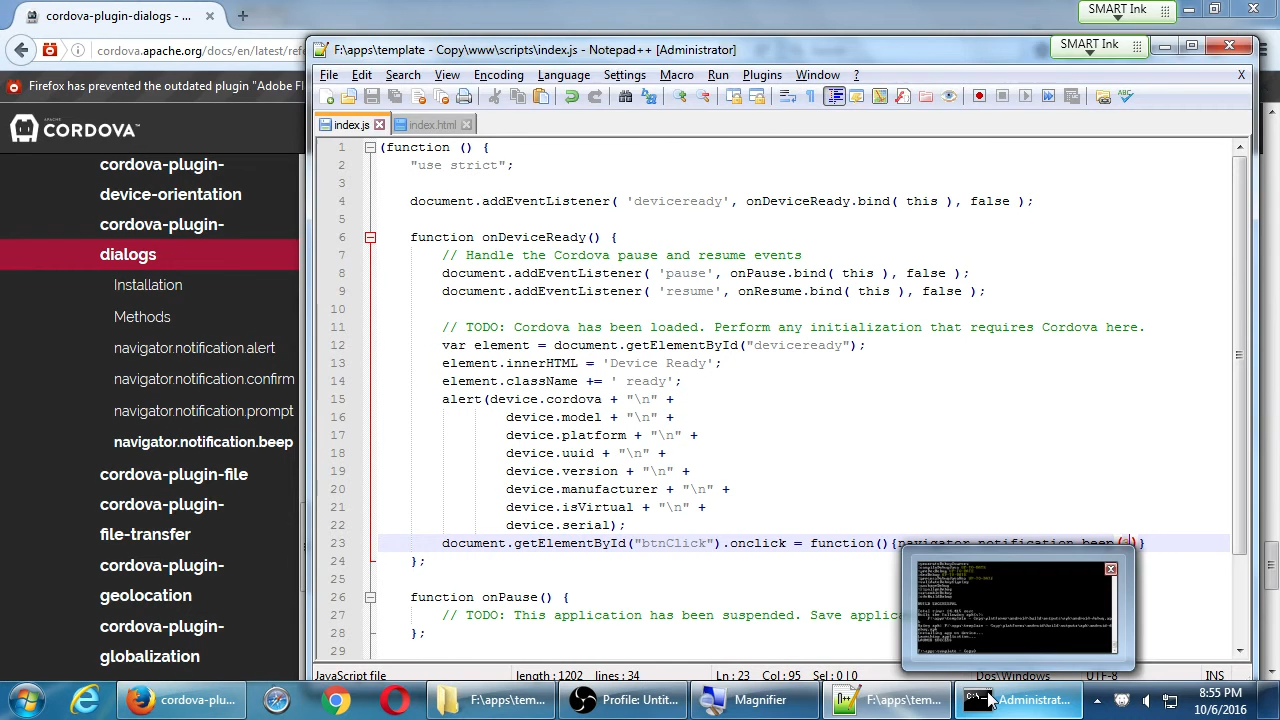 cordova-plugin-dialogs - ...
SMART Ink
cordova.apache.org/docs/en/latest/refe
Firefox has prevented the outdated plugin "Adobe Fl
APACHE
CORDOVA™
cordova-plugin-
device-orientation
cordova-plugin-
dialogs
Installation
Methods
navigator.notification.alert
navigator.notification.confirm
navigator.notification.prompt
navigator.notification.beep
cordova-plugin-file
cordova-plugin-
file-transfer
cordova-plugin-
geolocation
cordova-plugin-
globalization
cordova-plugin-
F:\apps\template - Copy\www\scripts\index.js - Notepad++ [Administrator]
SMART Ink
File Edit Search View Encoding Language Settings Macro Run Plugins Window ? X
index.js index.html
1 (function () {
2 "use strict";
3
4 document.addEventListener( 'deviceready', onDeviceReady.bind( this ), false );
5
6 function onDeviceReady() {
7 // Handle the Cordova pause and resume events
8 document.addEventListener( 'pause', onPause.bind( this ), false );
9 document.addEventListener( 'resume', onResume.bind( this ), false );
10
11 // TODO: Cordova has been loaded. Perform any initialization that requires Cordova here.
12 var element = document.getElementById("deviceready");
13 element.innerHTML = 'Device Ready';
14 element.className += ' ready';
15 alert(device.cordova + "\n" +
16 device.model + "\n" +
17 device.platform + "\n" +
18 device.uuid + "\n" +
19 device.version + "\n" +
20 device.manufacturer + "\n" +
21 device.isVirtual + "\n" +
22 device.serial);
23 document.getElementById("btnClick").onclick = function(){navigator.notification.beep(
24 };
25
26 function onPause() {
27 // TODO: This application has been suspended. Save applica
28 };
29
BUILD SUCCESSFUL
Javascript file length : 1202 lines : 34 Ln : 23 Col : 95 Sel : 0 | 0 Dos\Windows UTF-8 INS
cordova-plu... F:\apps\tem... Profile: Untit... Magnifier F:\apps\tem... Administrat...
8:55 PM
10/6/2016